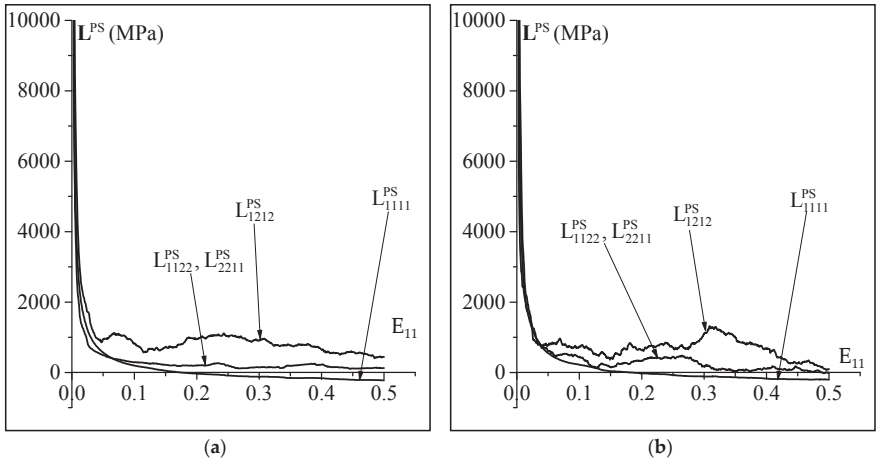 10000
L^PS (MPa)
8000
6000
4000
2000
0
L^PS_1212
L^PS_1111
L^PS_1122, L^PS_2211
E_11
0.0 0.1 0.2 0.3 0.4 0.5
(a)
10000
L^PS (MPa)
8000
6000
4000
2000
0
L^PS_1122, L^PS_2211
L^PS_1212
L^PS_1111
E_11
0.0 0.1 0.2 0.3 0.4 0.5
(b)